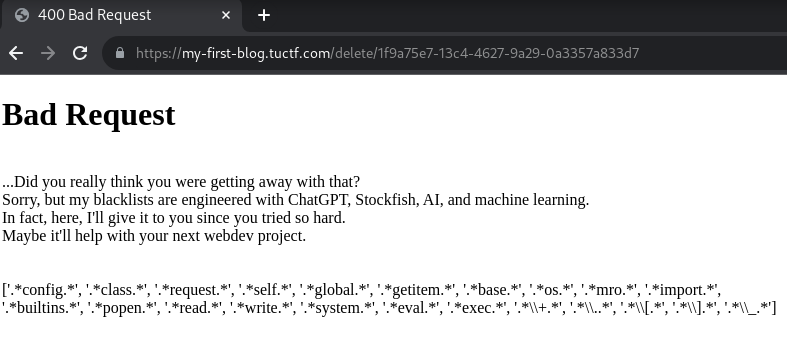 400 Bad Request
https://my-first-blog.tuctf.com/delete/1f9a75e7-13c4-4627-9a29-0a3357a833d7
Bad Request
...Did you really think you were getting away with that?
Sorry, but my blacklists are engineered with ChatGPT, Stockfish, AI, and machine learning.
In fact, here, I'll give it to you since you tried so hard.
Maybe it'll help with your next webdev project.
['.*config.*', '.*class.*', '.*request.*', '.*self.*', '.*global.*', '.*getitem.*', '.*base.*', '.*os.*', '.*mro.*', '.*import.*',
'.*builtins.*', '.*popen.*', '.*read.*', '.*write.*', '.*system.*', '.*eval.*', '.*exec.*', '.*\\+.*', '.*\\..*', '.*\\[.*', '.*\\].*', '.*\\_.*']